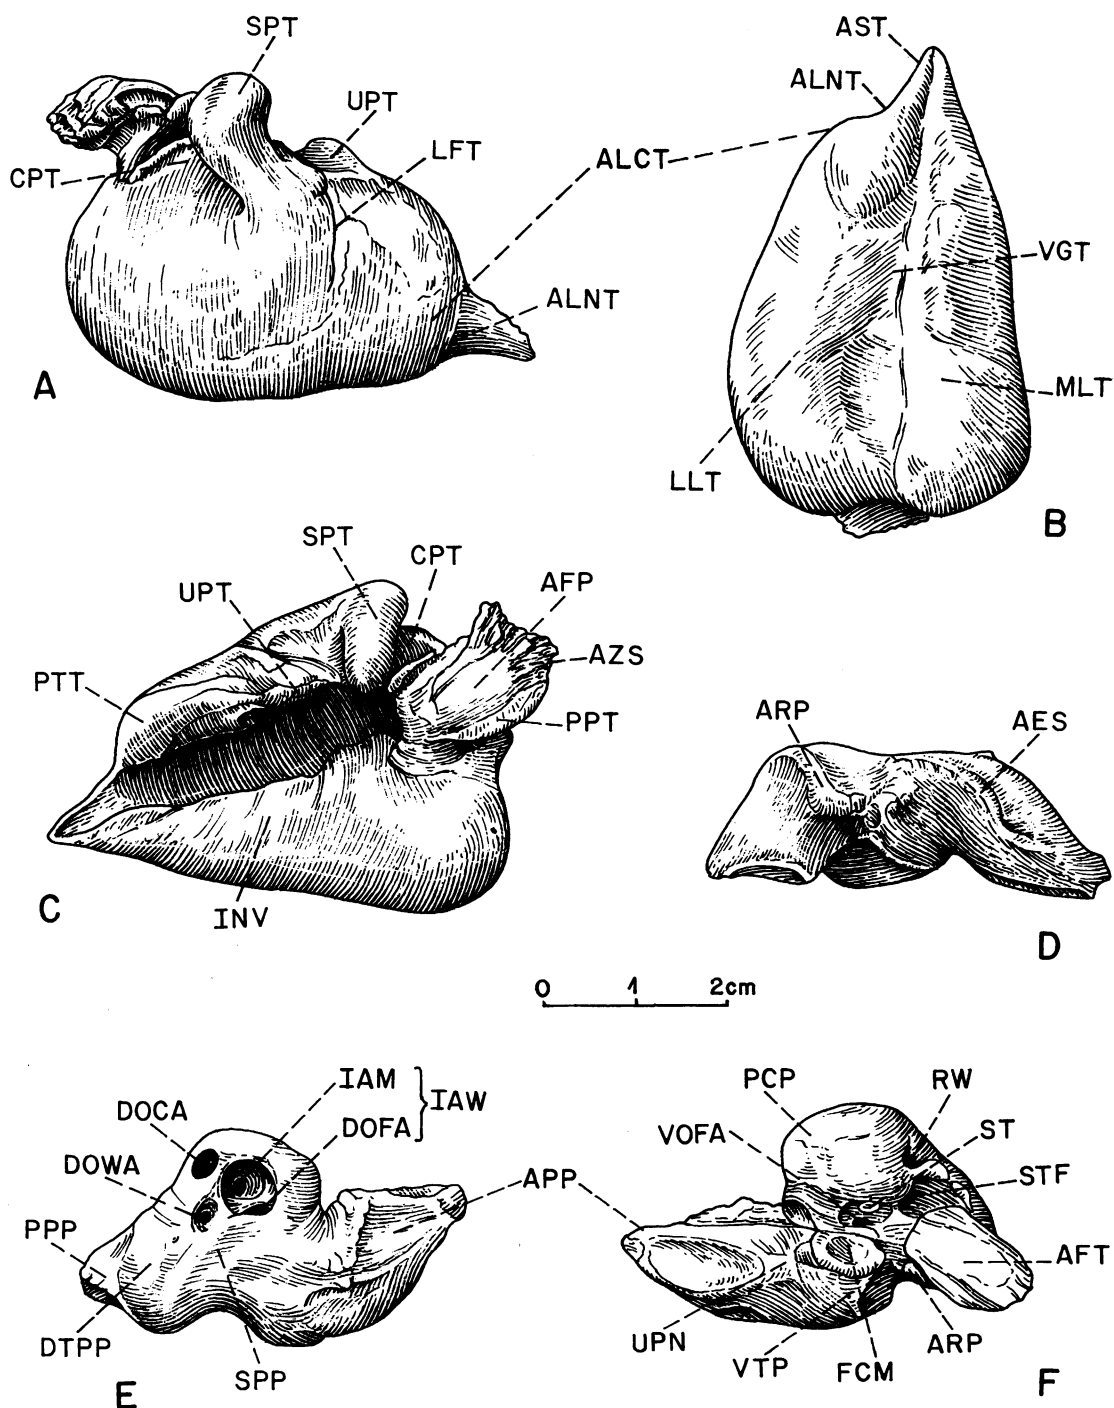 SPT
AST
UPT
ALNT
LFT
ALCT
CPT
VGT
ALNT
A
MLT
LLT
B
SPT
CPT
UPT
AFP
AZS
PTT
PPT
ARP
AES
INV
C
D
0 1 2cm
IAM
IAW
DOCA
DOFA
PCP
RW
VOFA
ST
DOWA
STF
APP
PPP
AFT
DTPP
SPP
UPN
VTP
FCM
ARP
E
F